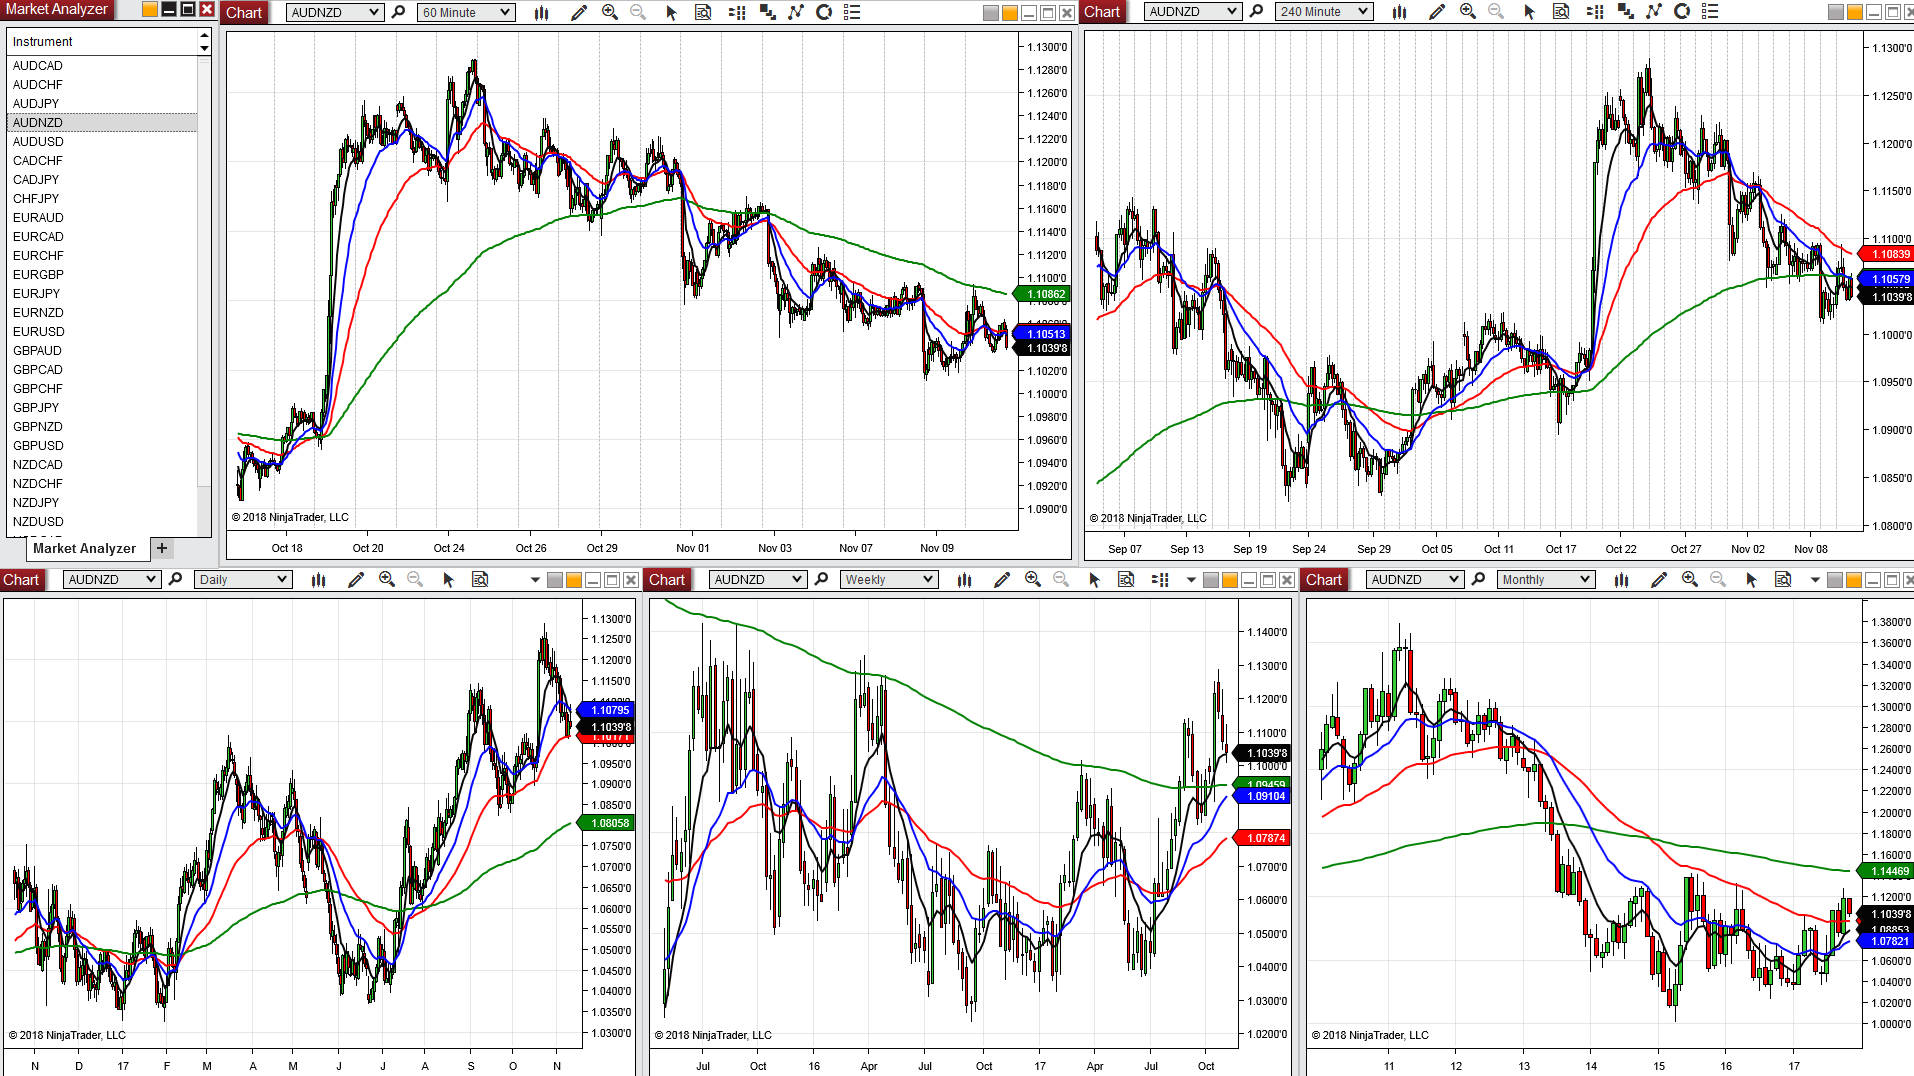 Market Analyzer
Instrument
AUDCAD
AUDCHF
AUDJPY
AUDNZD
AUDUSD
CADCHF
CADJPY
CHFJPY
EURAUD
EURCAD
EURCHF
EURGBP
EURJPY
EURNZD
EURUSD
GBPAUD
GBPCAD
GBPCHF
GBPJPY
GBPNZD
GBPUSD
NZDCAD
NZDCHF
NZDJPY
NZDUSD
Market Analyzer +
Chart AUDNZD 60 Minute
1.1300'0
1.1280'0
1.1260'0
1.1240'0
1.1220'0
1.1200'0
1.1180'0
1.1160'0
1.1140'0
1.1120'0
1.1100'0
1.10862
1.10513
1.1039'8
1.1020'0
1.1000'0
1.0980'0
1.0960'0
1.0940'0
1.0920'0
1.0900'0
© 2018 NinjaTrader, LLC
Oct 18 Oct 20 Oct 24 Oct 26 Oct 29 Nov 01 Nov 03 Nov 07 Nov 09
Chart AUDNZD 240 Minute
1.1300'0
1.1250'0
1.1200'0
1.1150'0
1.1100'0
1.10839
1.10579
1.1039'8
1.1000'0
1.0950'0
1.0900'0
1.0850'0
1.0800'0
© 2018 NinjaTrader, LLC
Sep 07 Sep 13 Sep 19 Sep 24 Sep 29 Oct 05 Oct 11 Oct 17 Oct 22 Oct 27 Nov 02 Nov 08
Chart AUDNZD Daily
1.1300'0
1.1250'0
1.1200'0
1.1150'0
1.10795
1.1039'8
1.10171
1.0950'0
1.0900'0
1.0850'0
1.08058
1.0750'0
1.0700'0
1.0650'0
1.0600'0
1.0550'0
1.0500'0
1.0450'0
1.0400'0
1.0350'0
1.0300'0
© 2018 NinjaTrader, LLC
N D 17 F M A M J J A S O N
Chart AUDNZD Weekly
1.1400'0
1.1300'0
1.1200'0
1.1100'0
1.1039'8
1.1000'0
1.09459
1.09104
1.07874
1.0700'0
1.0600'0
1.0500'0
1.0400'0
1.0300'0
1.0200'0
© 2018 NinjaTrader, LLC
Jul Oct 16 Apr Jul Oct 17 Apr Jul Oct
Chart AUDNZD Monthly
1.3800'0
1.3600'0
1.3400'0
1.3200'0
1.3000'0
1.2800'0
1.2600'0
1.2400'0
1.2200'0
1.2000'0
1.1800'0
1.1600'0
1.14469
1.1200'0
1.1039'8
1.08853
1.07821
1.0600'0
1.0400'0
1.0200'0
1.0000'0
© 2018 NinjaTrader, LLC
11 12 13 14 15 16 17